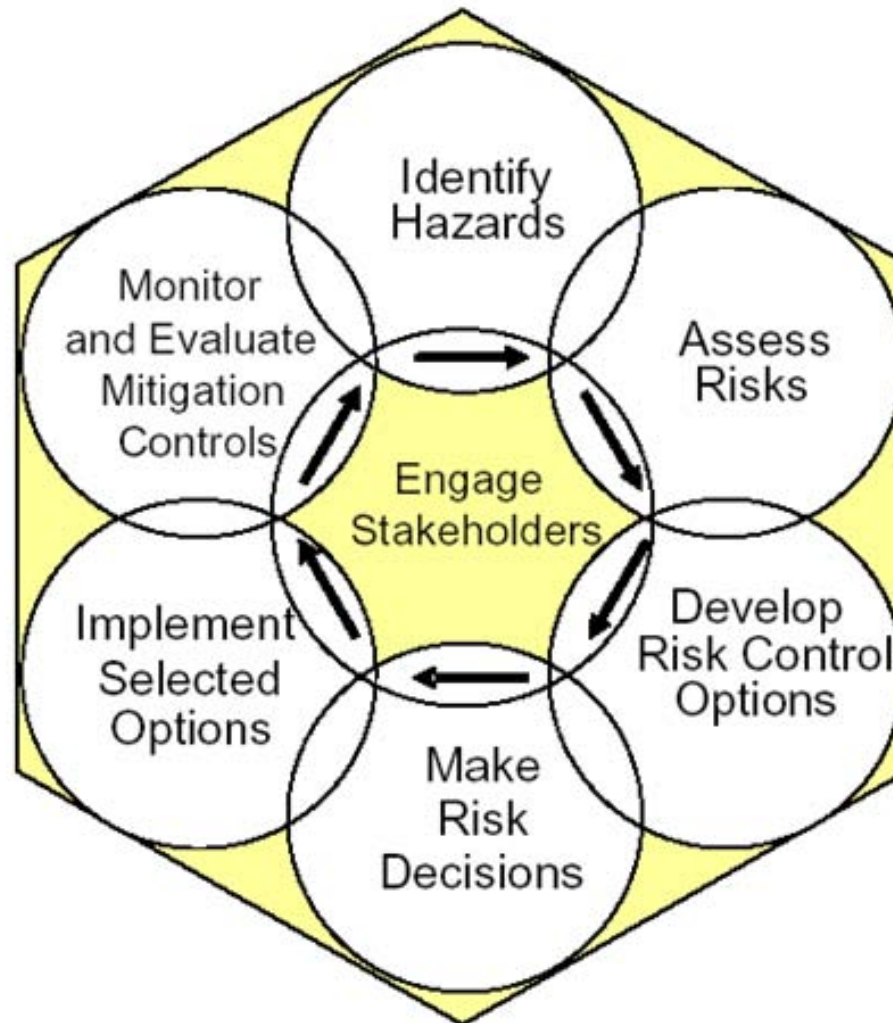 Identify
Hazards
Assess
Risks
Develop
Risk Control
Options
Make
Risk
Decisions
Implement
Selected
Options
Monitor
and Evaluate
Mitigation
Controls
Engage
Stakeholders